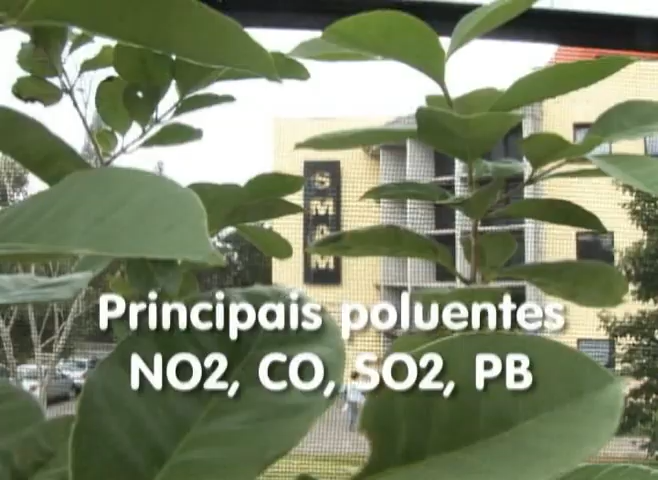 SMAM
Principais poluentes
NO2, CO, SO2, PB